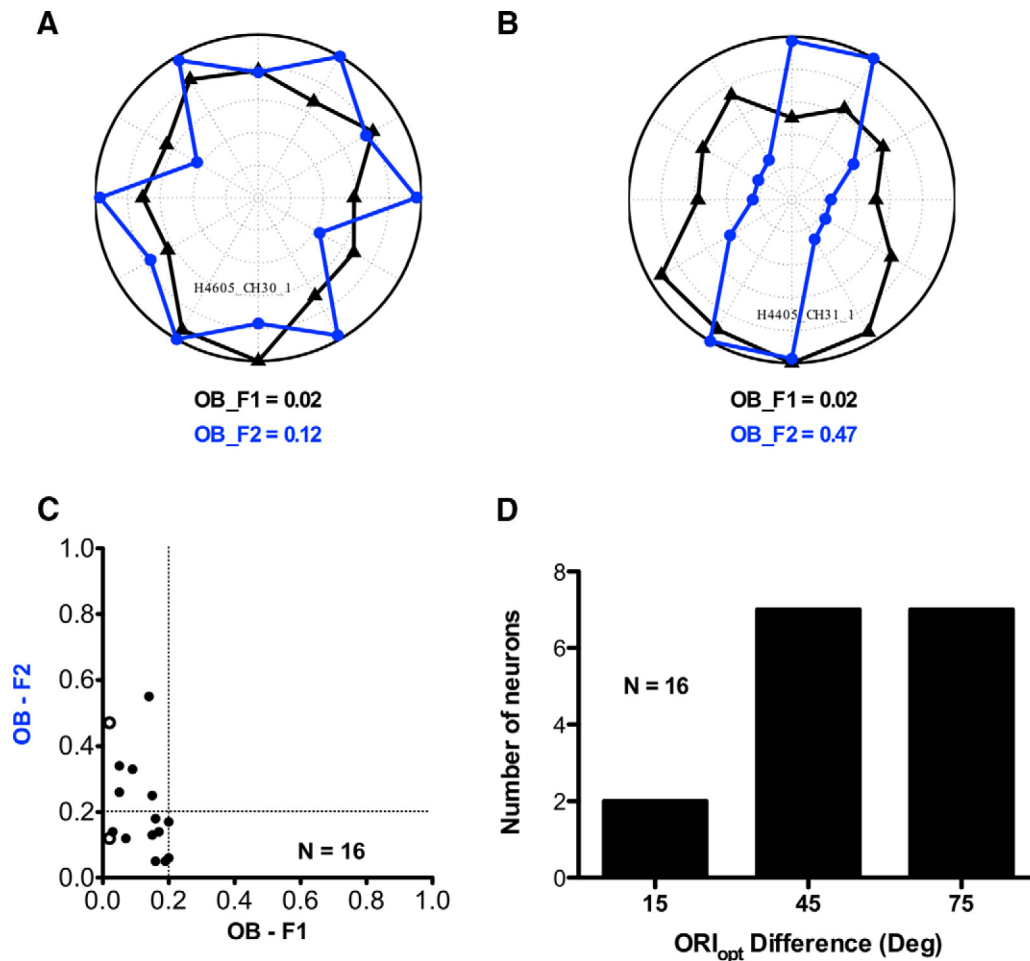 A
B
H4605_CH30_1
H4405_CH31_1
OB_F1 = 0.02
OB_F2 = 0.12
OB_F1 = 0.02
OB_F2 = 0.47
C
1.0
0.8
0.6
0.4
0.2
0.0
OB - F2
N = 16
0.0 0.2 0.4 0.6 0.8 1.0
OB - F1
D
8
6
4
2
0
Number of neurons
N = 16
15 45 75
ORIopt Difference (Deg)